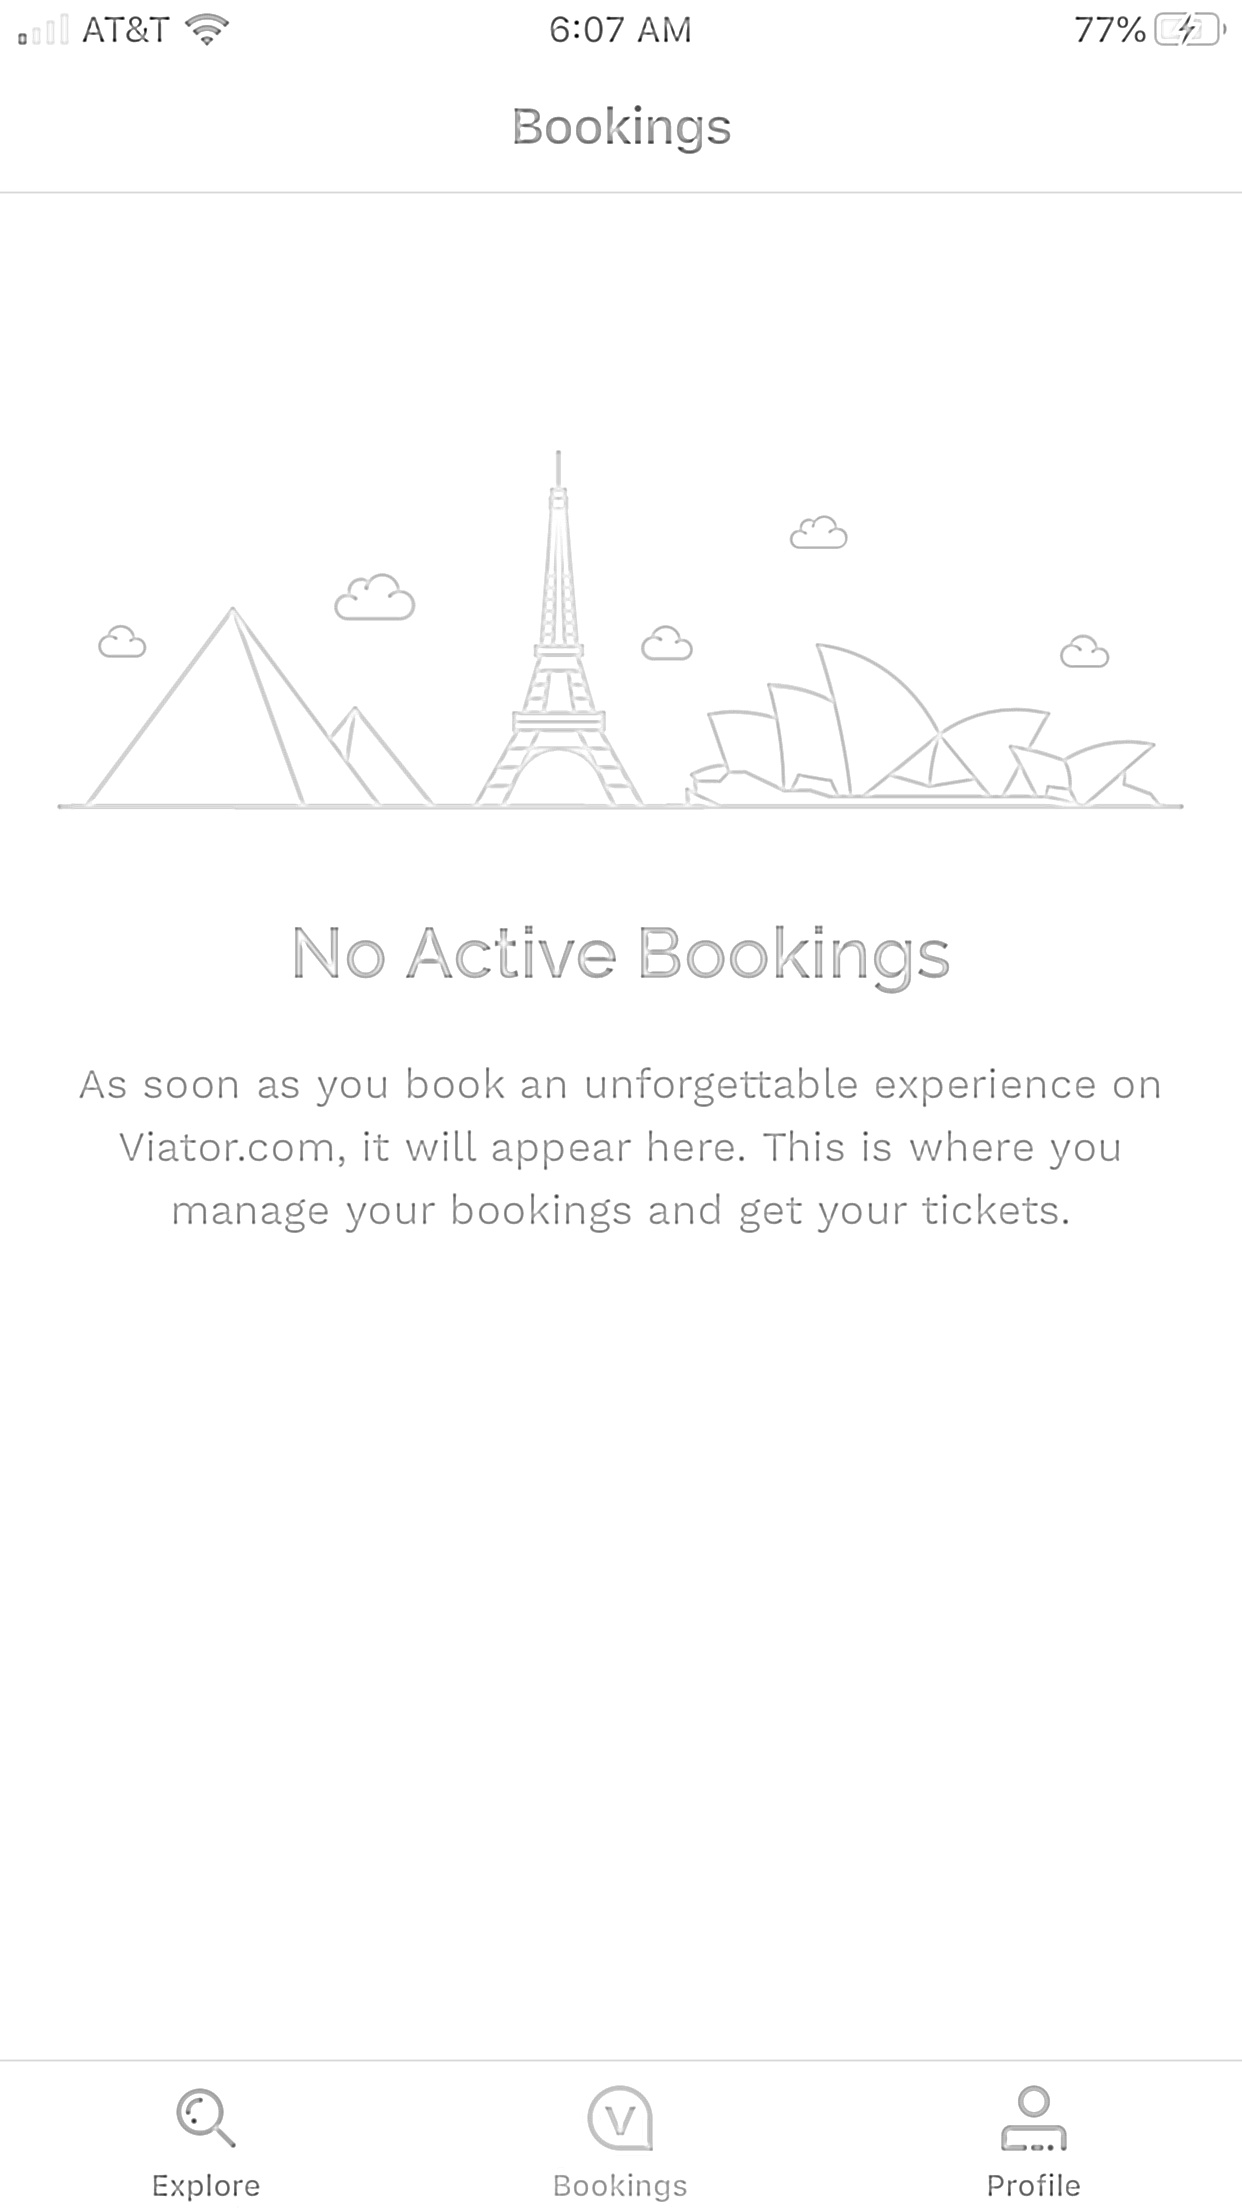 AT&T 6:07 AM 77%
Bookings
No Active Bookings
As soon as you book an unforgettable experience on
Viator.com, it will appear here. This is where you
manage your bookings and get your tickets.
V
Explore Bookings Profile